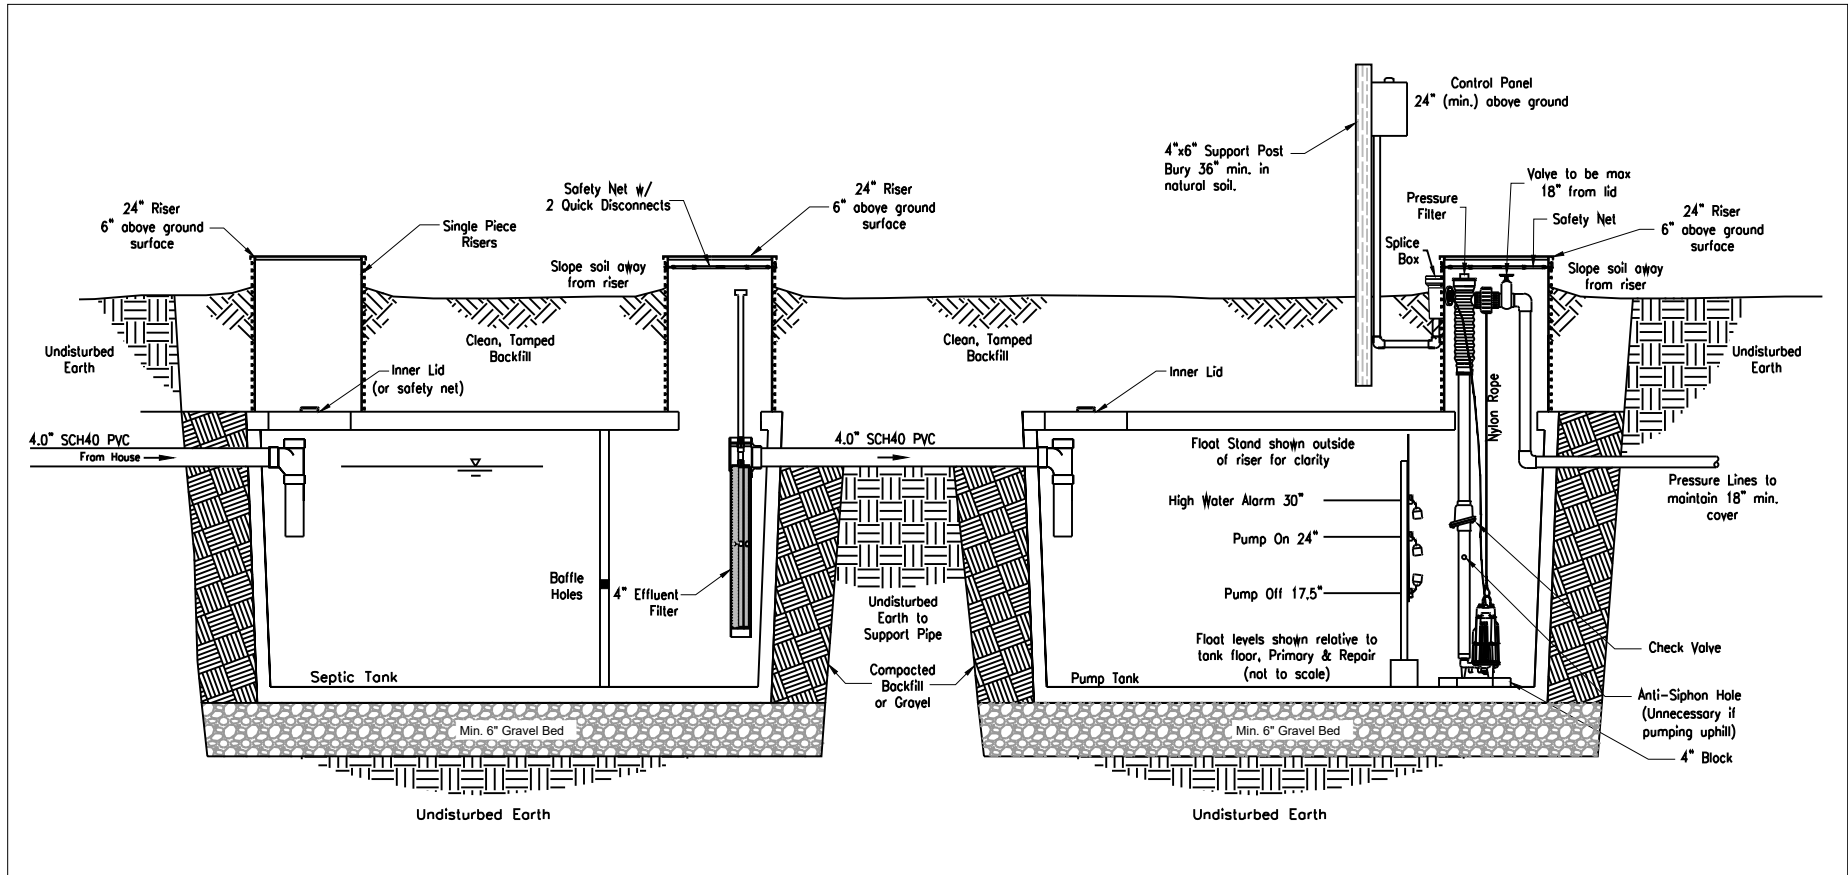 Control Panel
24" (min.) above ground
4"x6" Support Post
Bury 36" min. in
natural soil.
Valve to be max
18" from lid
Pressure
Filter
Safety Net
24" Riser
6" above ground
surface
Splice
Box
Slope soil away
from riser
24" Riser
6" above ground
surface
Single Piece
Risers
Safety Net w/
2 Quick Disconnects
24" Riser
6" above ground
surface
Slope soil away
from riser
Undisturbed
Earth
Clean, Tamped
Backfill
Clean, Tamped
Backfill
Undisturbed
Earth
Inner Lid
(or safety net)
Inner Lid
Nylon Rope
4.0" SCH40 PVC
From House
4.0" SCH40 PVC
Float Stand shown outside
of riser for clarity
High Water Alarm 30"
Pump On 24"
Pump Off 17.5"
Float levels shown relative to
tank floor, Primary & Repair
(not to scale)
Pressure Lines to
maintain 18" min.
cover
Baffle
Holes
4" Effluent
Filter
Undisturbed
Earth to
Support Pipe
Compacted
Backfill
or Gravel
Septic Tank
Pump Tank
Check Valve
Anti-Siphon Hole
(Unnecessary if
pumping uphill)
4" Block
Min. 6" Gravel Bed
Min. 6" Gravel Bed
Undisturbed Earth
Undisturbed Earth